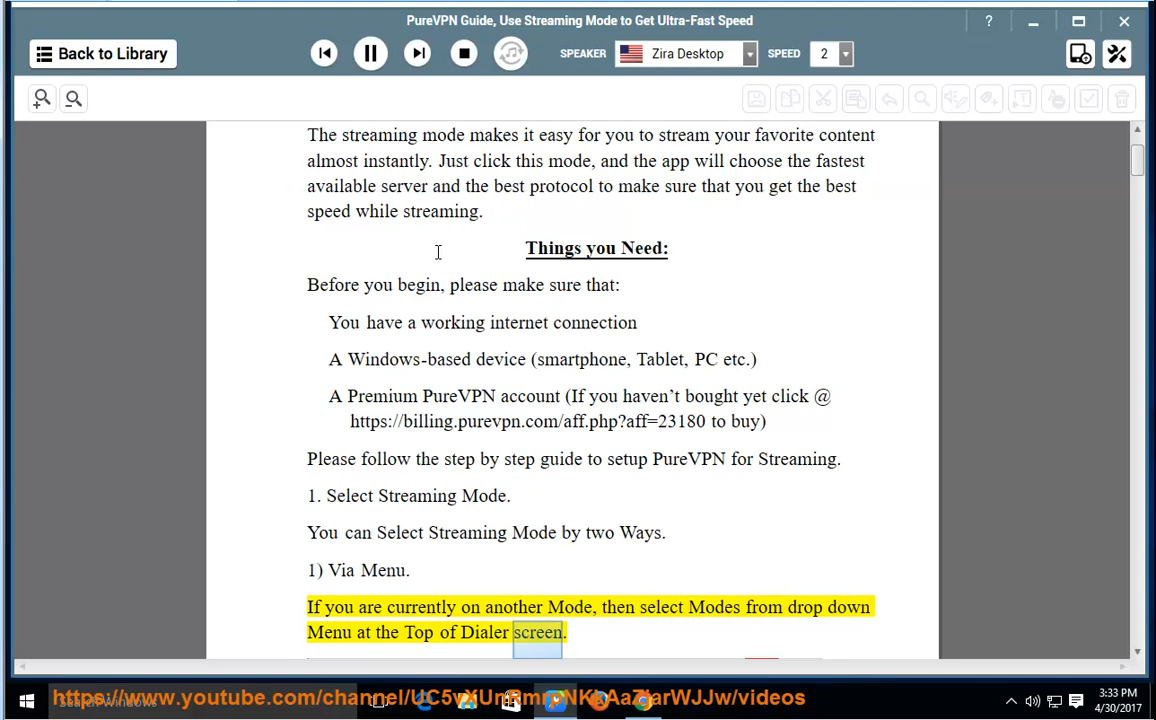 PureVPN Guide, Use Streaming Mode to Get Ultra-Fast Speed
?
Back to Library
SPEAKER
Zira Desktop
SPEED
2
The streaming mode makes it easy for you to stream your favorite content
almost instantly. Just click this mode, and the app will choose the fastest
available server and the best protocol to make sure that you get the best
speed while streaming.
Things you Need:
Before you begin, please make sure that:
You have a working internet connection
A Windows-based device (smartphone, Tablet, PC etc.)
A Premium PureVPN account (If you haven’t bought yet click @
https://billing.purevpn.com/aff.php?aff=23180 to buy)
Please follow the step by step guide to setup PureVPN for Streaming.
1. Select Streaming Mode.
You can Select Streaming Mode by two Ways.
1) Via Menu.
If you are currently on another Mode, then select Modes from drop down
Menu at the Top of Dialer screen.
Search Windows
3:33 PM
4/30/2017